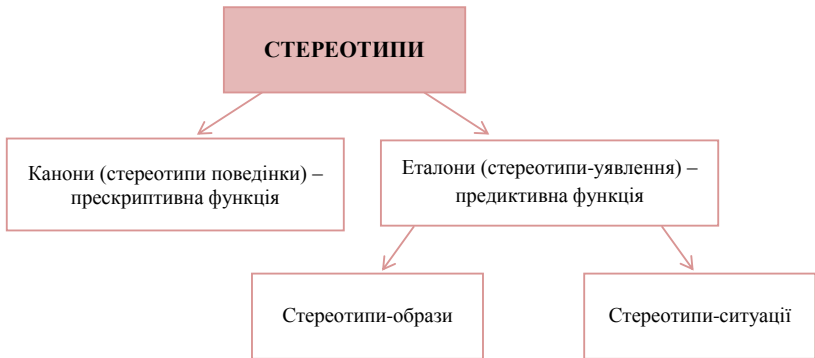 СТЕРЕОТИПИ
Канони (стереотипи поведінки) –
прескриптивна функція
Еталони (стереотипи-уявлення) –
предиктивна функція
Стереотипи-образи
Стереотипи-ситуації